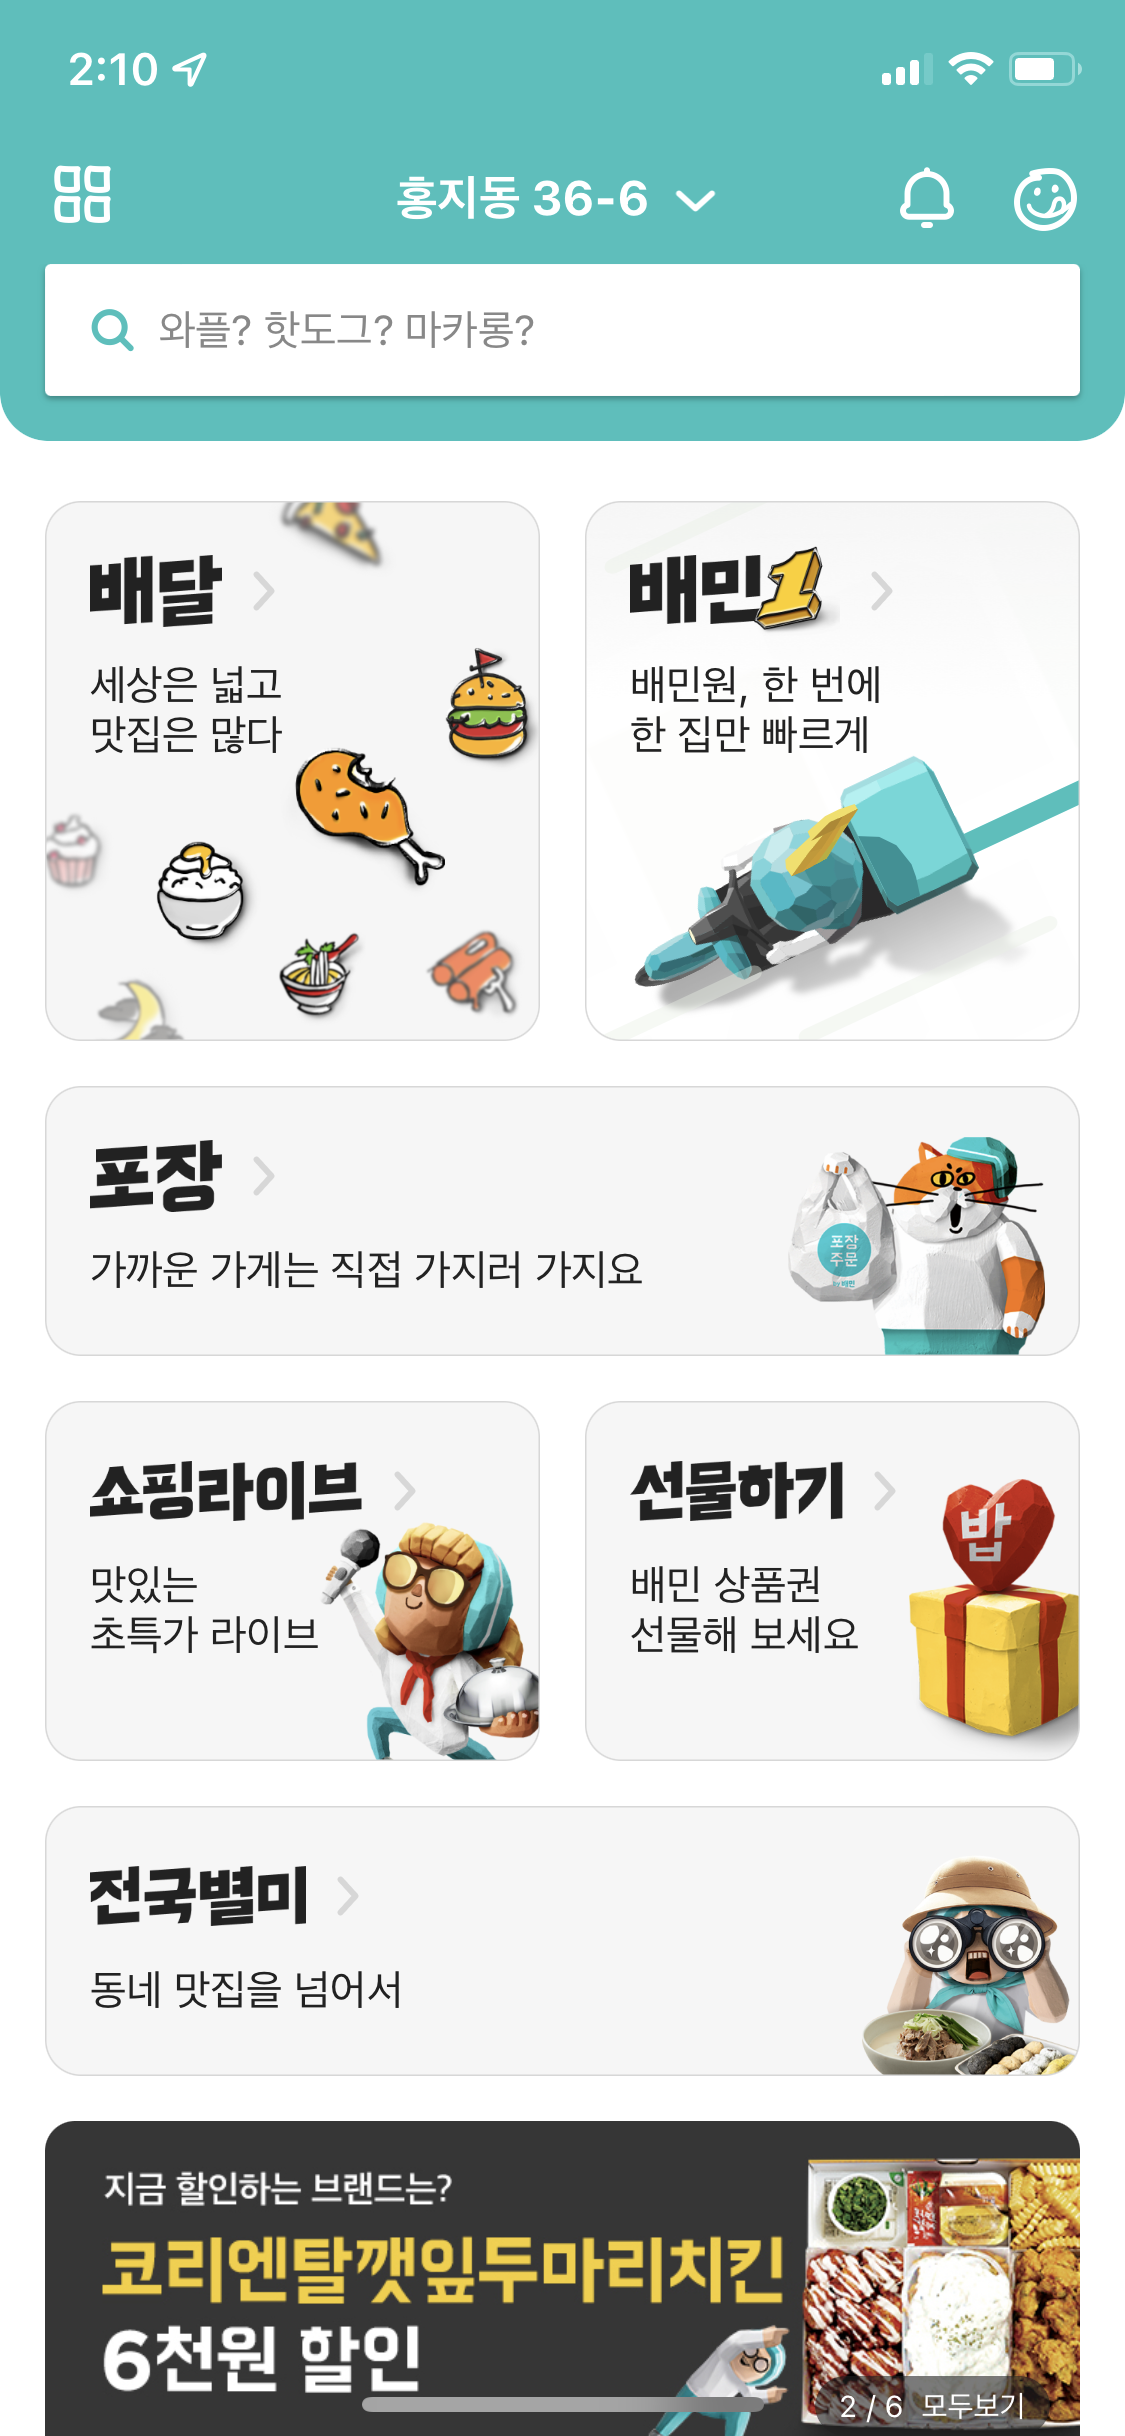 2:10
홍지동 36-6
와플? 핫도그? 마카롱?
배달
세상은 넓고
맛집은 많다
배민1
배민원, 한 번에
한 집만 빠르게
포장
가까운 가게는 직접 가지러 가지요
포장
주문
by 배민
쇼핑라이브
맛있는
초특가 라이브
선물하기
배민 상품권
선물해 보세요
밥
전국별미
동네 맛집을 넘어서
지금 할인하는 브랜드는?
코리엔탈깻잎두마리치킨
6천원 할인
2 / 6 모두보기